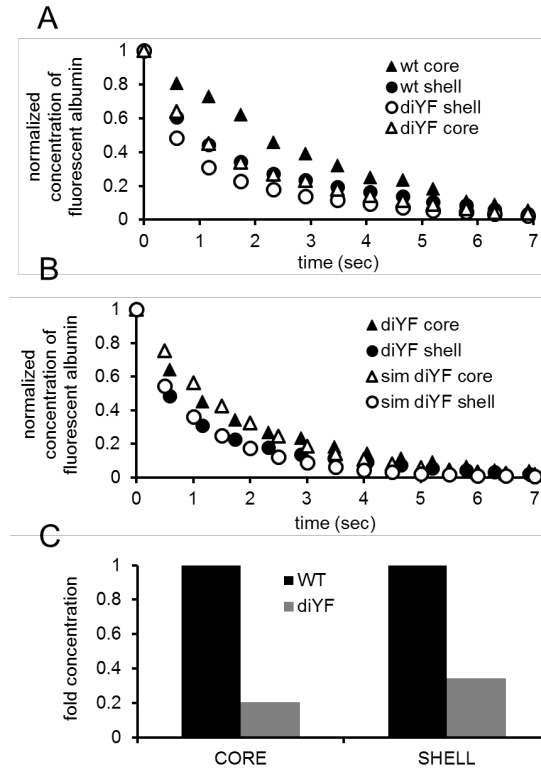 A
normalized
concentration of
fluorescent albumin
1
0.8
0.6
0.4
0.2
0
0 1 2 3 4 5 6 7
time (sec)
wt core
wt shell
diYF shell
diYF core
B
normalized
concentration of
fluorescent albumin
1
0.8
0.6
0.4
0.2
0
0 1 2 3 4 5 6 7
time (sec)
diYF core
diYF shell
sim diYF core
sim diYF shell
C
fold concentration
1
0.8
0.6
0.4
0.2
0
WT
diYF
CORE SHELL